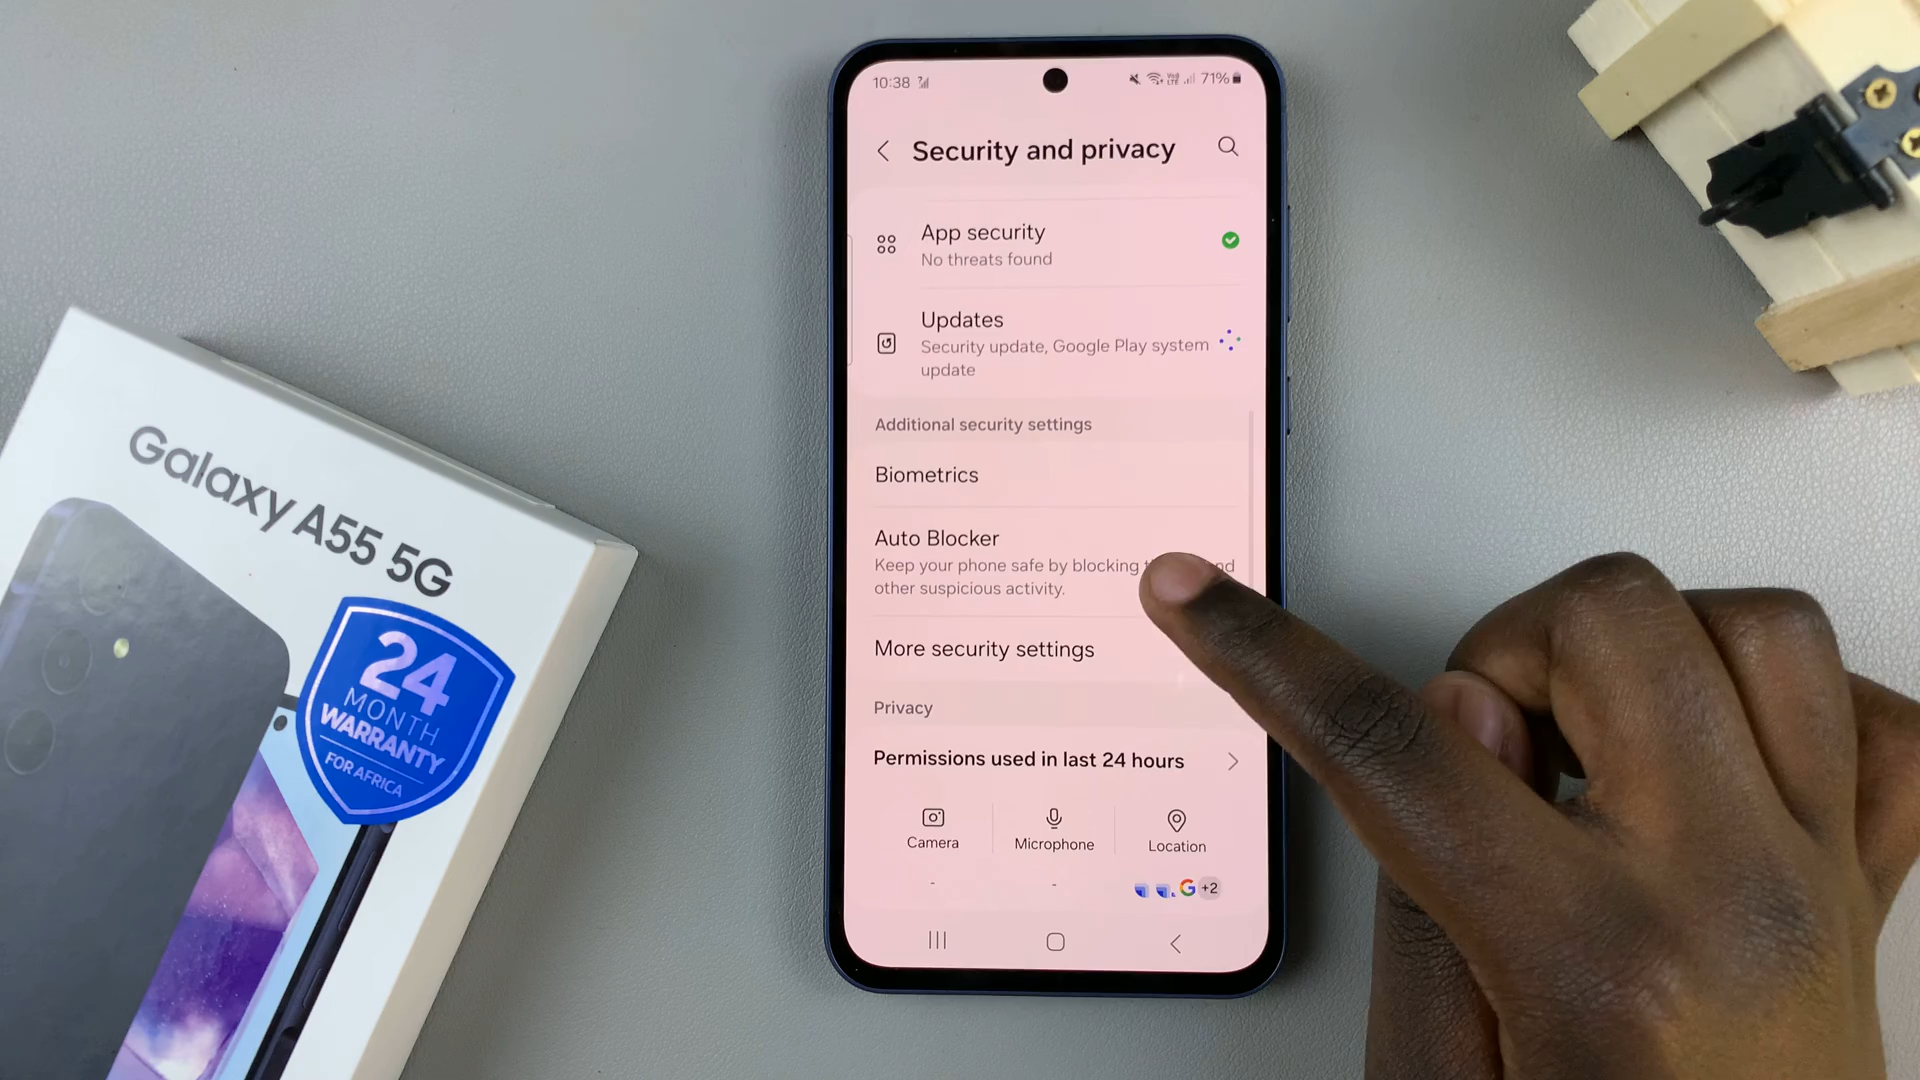 10:38
71%
Security and privacy
App security
No threats found
Updates
Security update, Google Play system
update
Additional security settings
Biometrics
Auto Blocker
Keep your phone safe by blocking
other suspicious activity.
More security settings
Privacy
Permissions used in last 24 hours
Camera
Microphone
Location
-
-
G +2
Galaxy A55 5G
24
MONTH
WARRANTY
FOR AFRICA